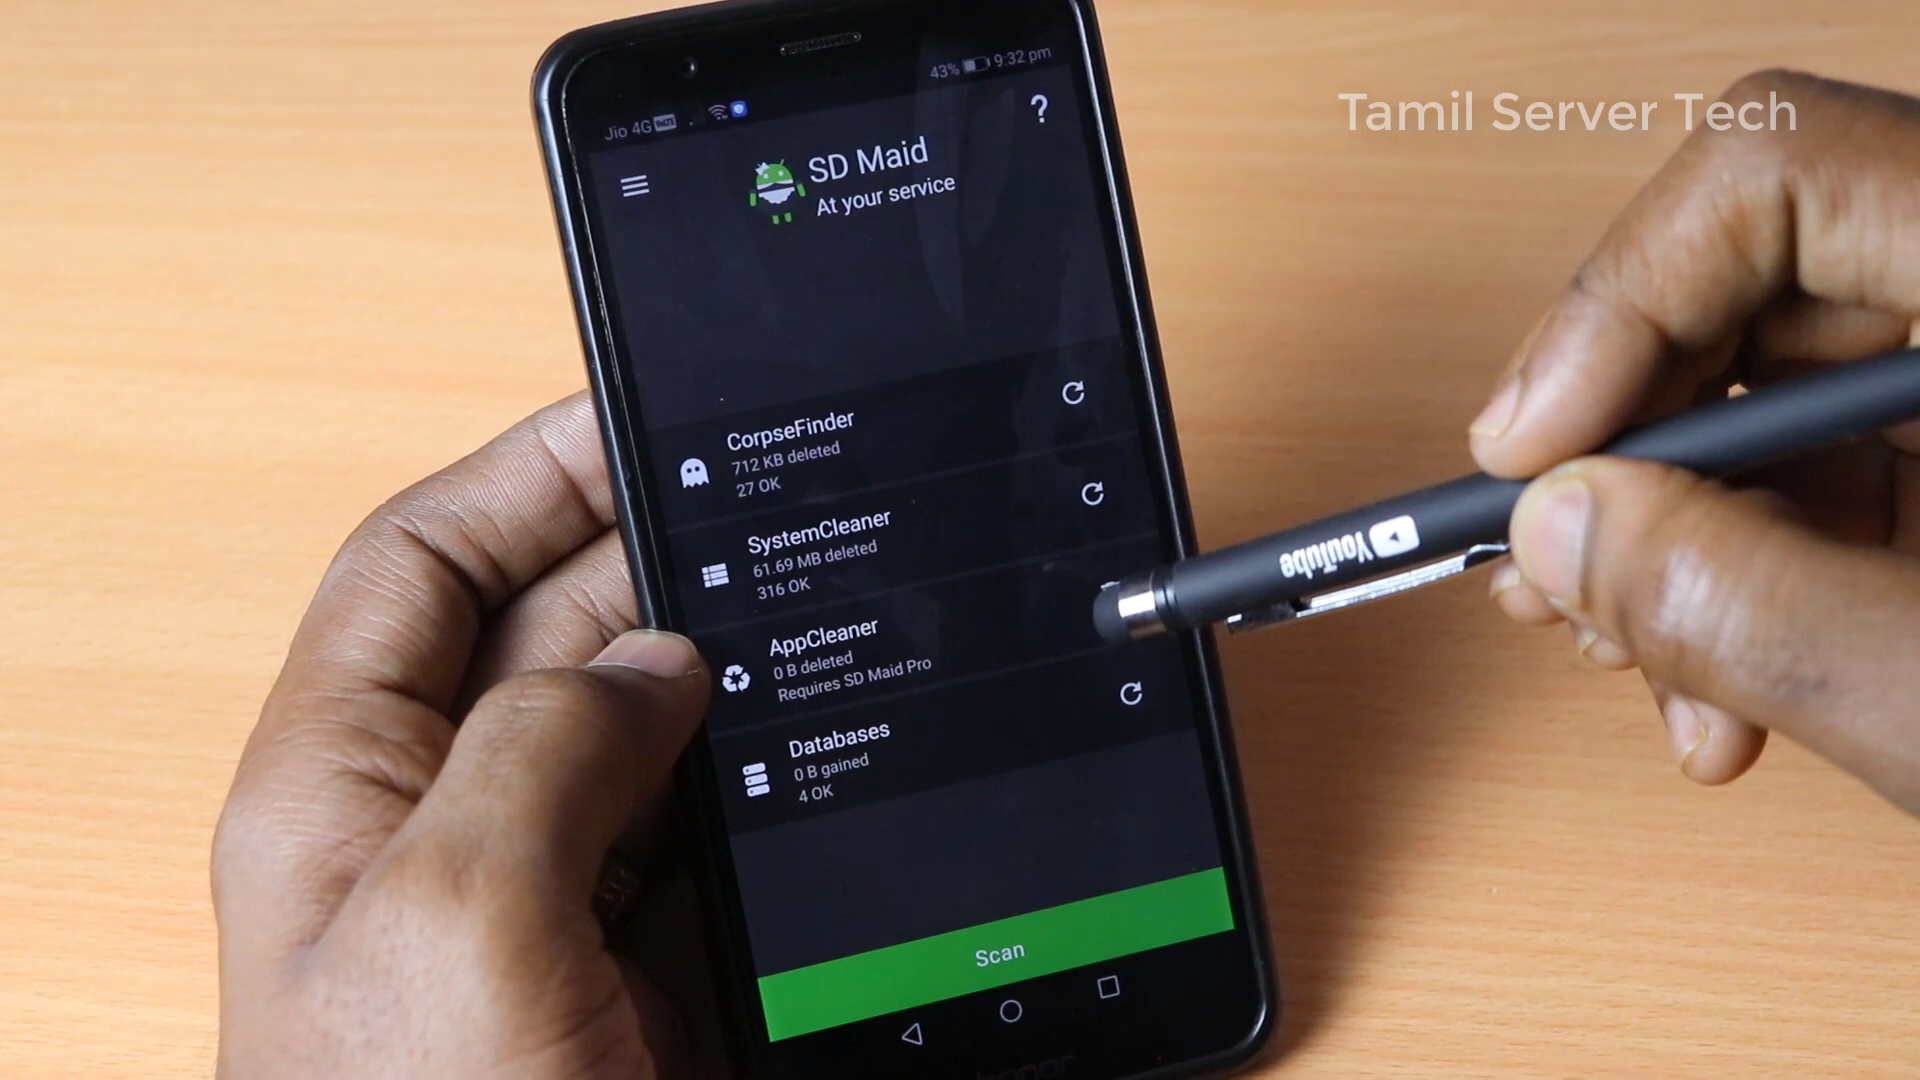 Tamil Server Tech
Jio 4G VoLTE
43% 9:32 pm
?
SD Maid
At your service
CorpseFinder
712 KB deleted
27 OK
SystemCleaner
61.69 MB deleted
316 OK
AppCleaner
0 B deleted
Requires SD Maid Pro
Databases
0 B gained
4 OK
Scan
honor
YouTube